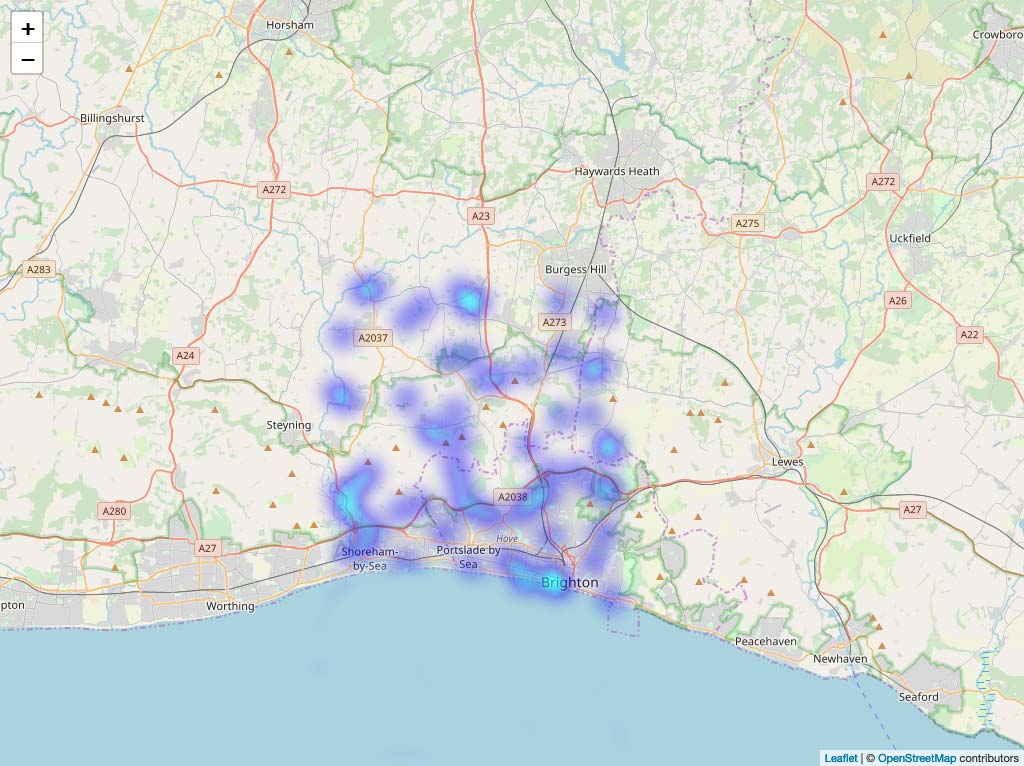 +
−
Horsham
Crowboro
Billingshurst
Haywards Heath
A272
A272
A23
A275
Uckfield
A283
Burgess Hill
A26
A273
A2037
A22
A24
Steyning
Lewes
A2038
A280
A27
Hove
A27
Shoreham-
by-Sea
Portslade by
Sea
Brighton
pton
Worthing
Peacehaven
Newhaven
Seaford
Leaflet | © OpenStreetMap contributors